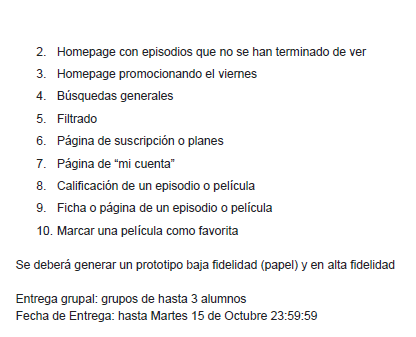 2. Homepage con episodios que no se han terminado de ver
3. Homepage promocionando el viernes
4. Búsquedas generales
5. Filtrado
6. Página de suscripción o planes
7. Página de “mi cuenta”
8. Calificación de un episodio o película
9. Ficha o página de un episodio o película
10. Marcar una película como favorita
Se deberá generar un prototipo baja fidelidad (papel) y en alta fidelidad
Entrega grupal: grupos de hasta 3 alumnos
Fecha de Entrega: hasta Martes 15 de Octubre 23:59:59